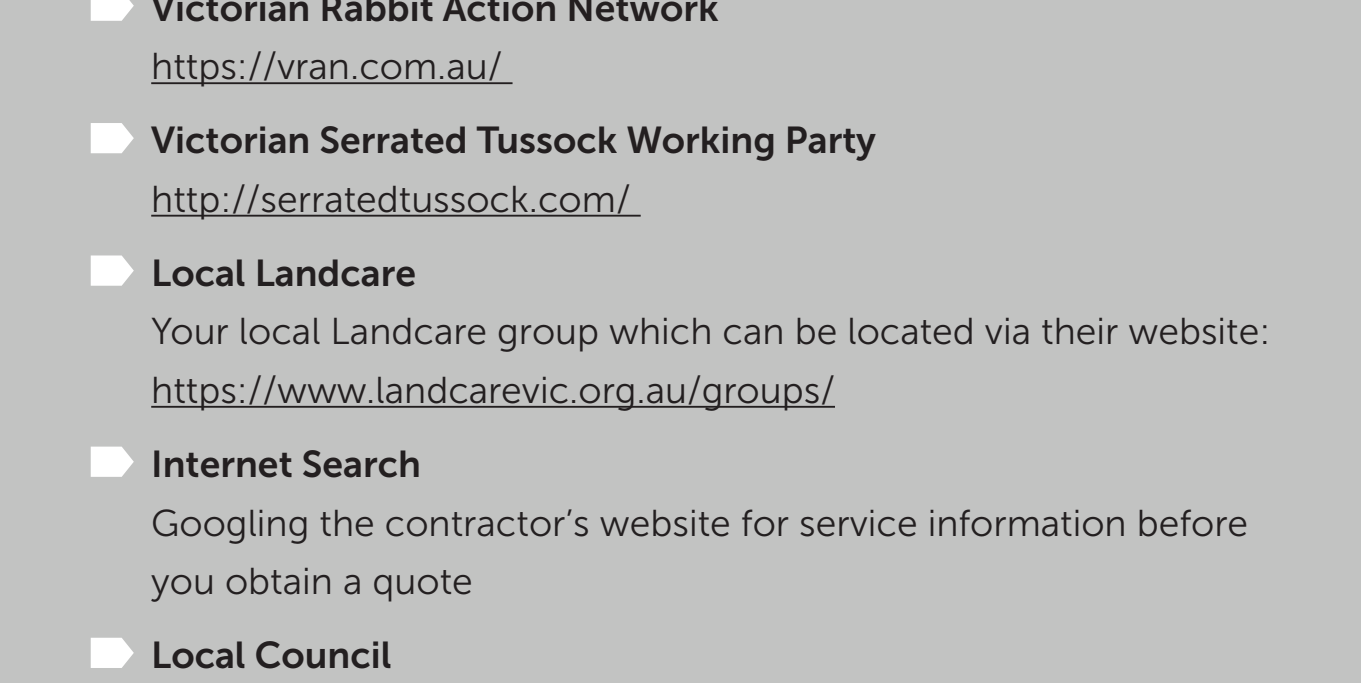 Victorian Rabbit Action Network
https://vran.com.au/
Victorian Serrated Tussock Working Party
http://serratedtussock.com/
Local Landcare
Your local Landcare group which can be located via their website:
https://www.landcarevic.org.au/groups/
Internet Search
Googling the contractor’s website for service information before
you obtain a quote
Local Council